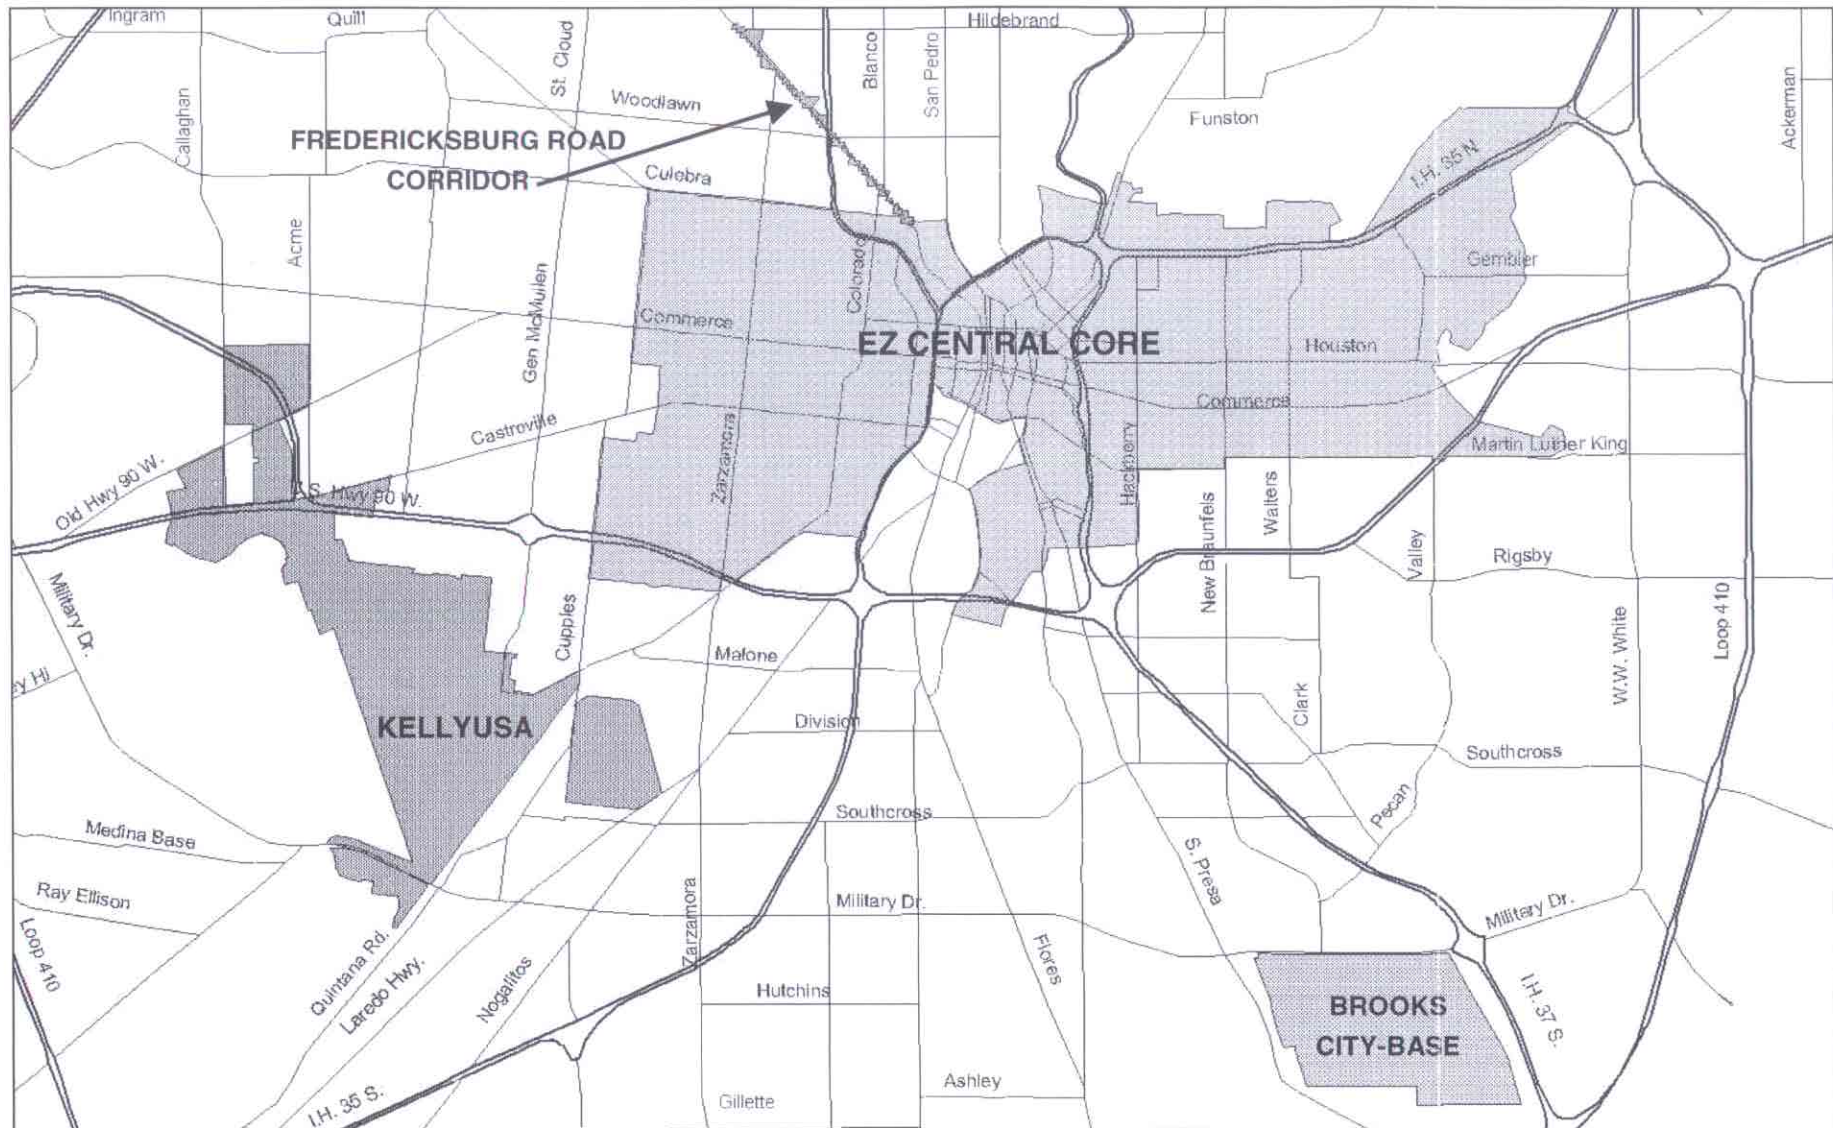 Ingram
Quill
Hildebrand
St. Cloud
Blanco
San Pedro
Woodlawn
Funston
Ackerman
Callaghan
FREDERICKSBURG ROAD
CORRIDOR
Culebra
I.H. 35 N.
Acme
Gen McMullen
Colorado
Gembler
Commerce
EZ CENTRAL CORE
Houston
Commerce
Castroville
Zarzamora
Hackberry
Martin Luther King
Old Hwy 90 W.
S. Hwy 90 W.
New Braunfels
Walters
Valley
Rigsby
Military Dr.
Cupples
Malone
W.W. White
Loop 410
ey Hi
KELLYUSA
Division
Clark
Southcross
Southcross
Pecan
Medina Base
S. Presa
Ray Ellison
Zarzamora
Military Dr.
Military Dr.
Loop 410
Quintana Rd.
Laredo Hwy.
Nogalitos
Flores
Hutchins
BROOKS
CITY-BASE
I.H. 37 S.
I.H. 35 S.
Gillette
Ashley